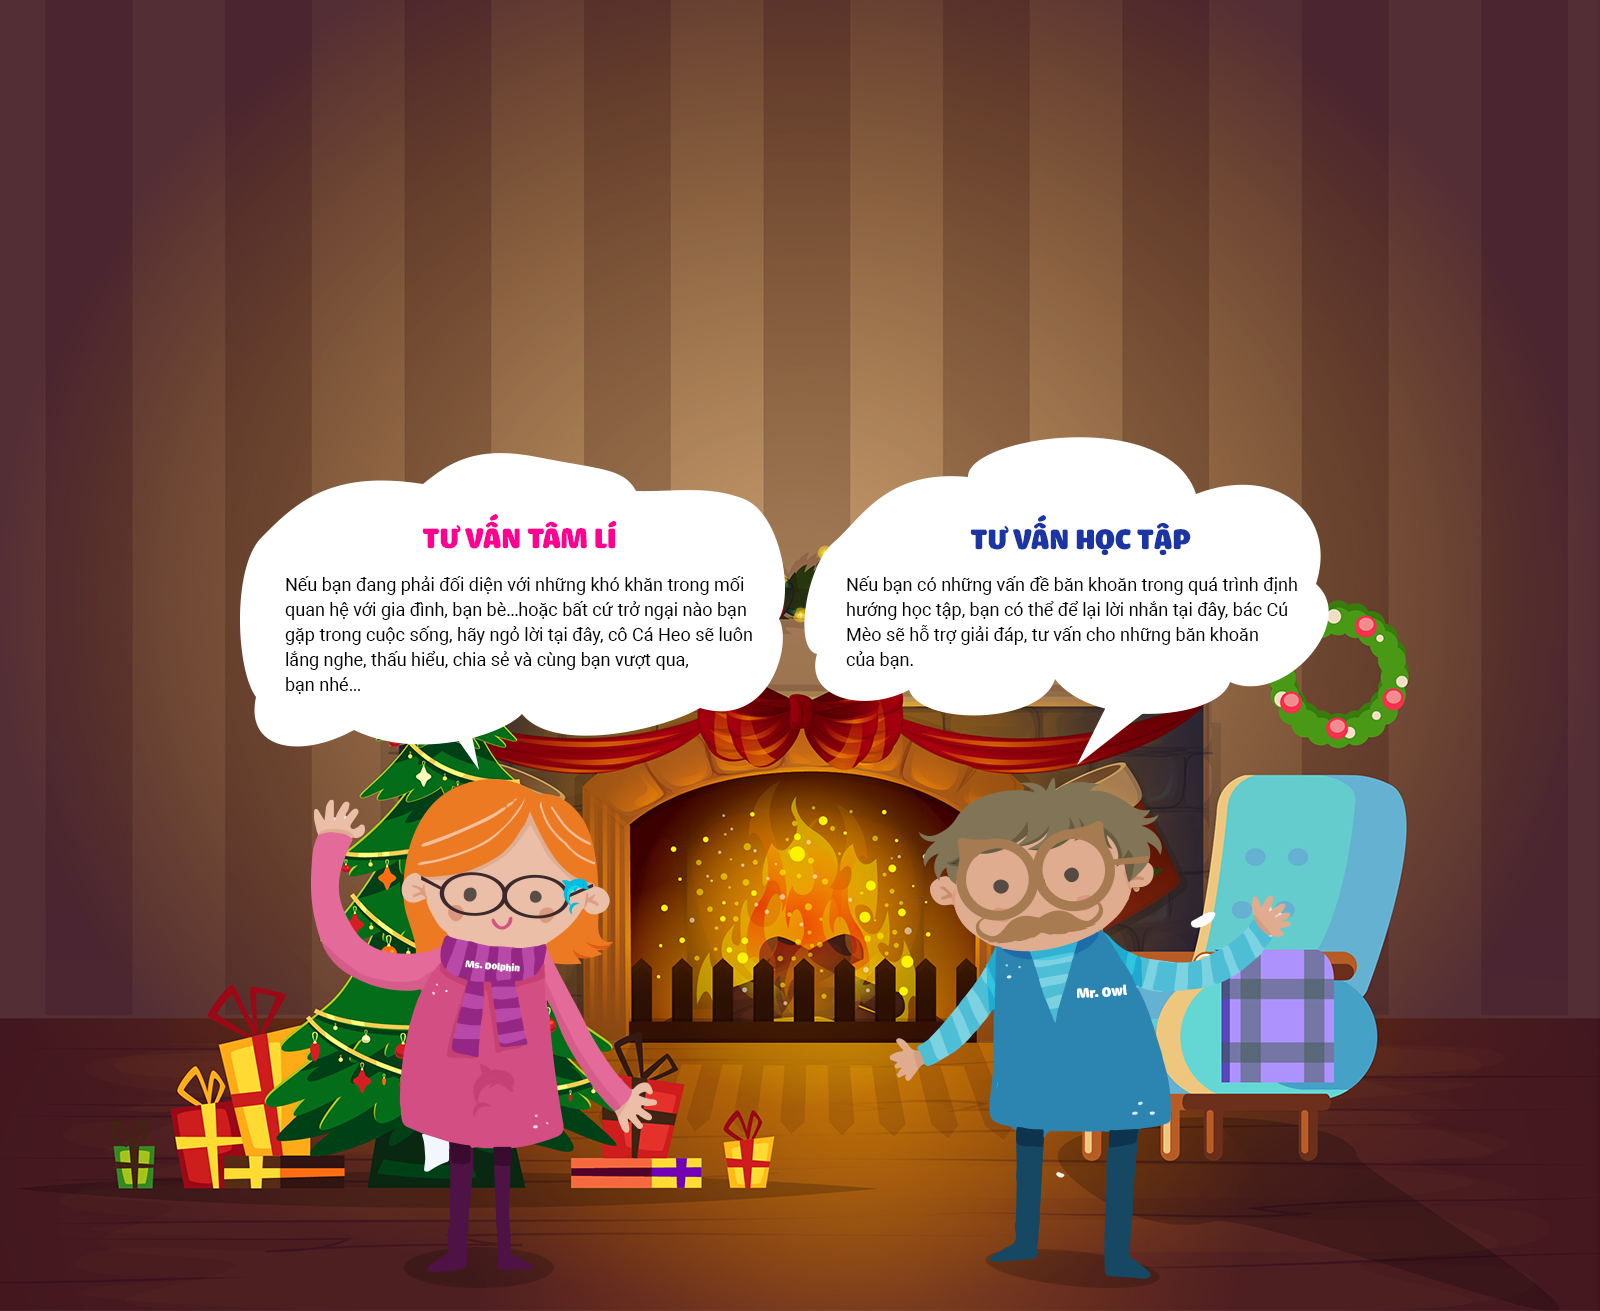 TƯ VẤN TÂM LÍ
Nếu bạn đang phải đối diện với những khó khăn trong mối
quan hệ với gia đình, bạn bè...hoặc bất cứ trở ngại nào bạn
gặp trong cuộc sống, hãy ngỏ lời tại đây, cô Cá Heo sẽ luôn
lắng nghe, thấu hiểu, chia sẻ và cùng bạn vượt qua,
bạn nhé...
TƯ VẤN HỌC TẬP
Nếu bạn có những vấn đề băn khoăn trong quá trình định
hướng học tập, bạn có thể để lại lời nhắn tại đây, bác Cú
Mèo sẽ hỗ trợ giải đáp, tư vấn cho những băn khoăn
của bạn.
Ms. Dolphin
Mr. Owl